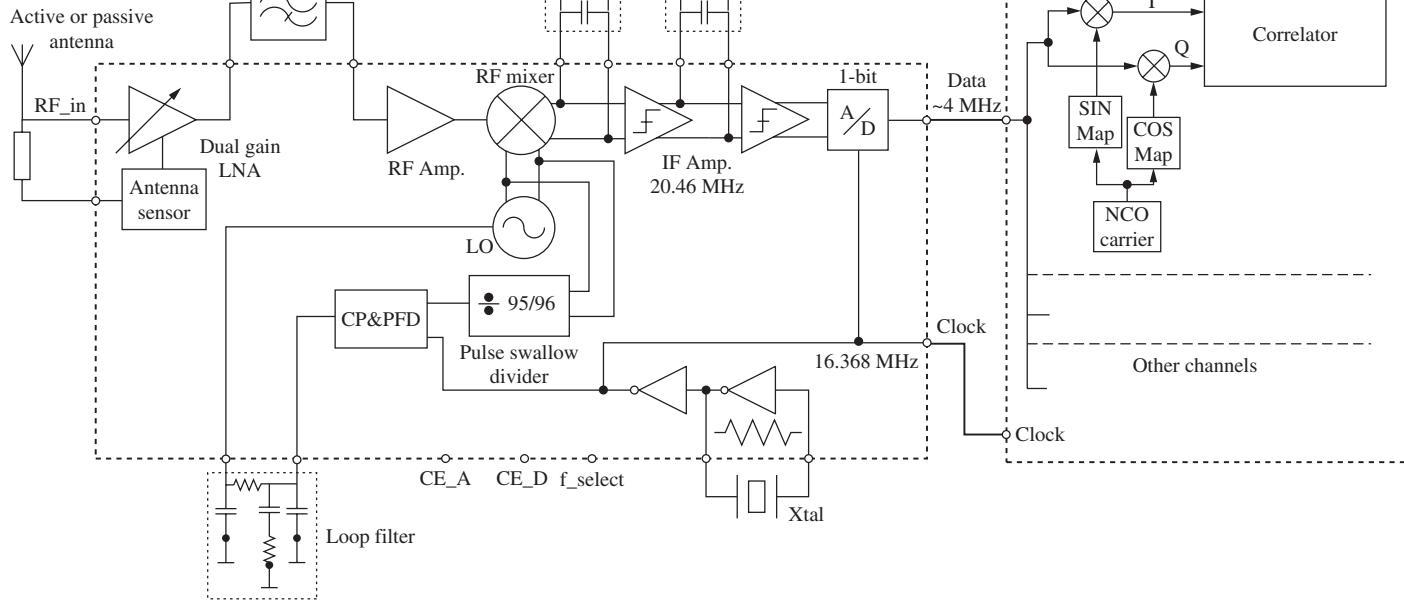 Active or passive
antenna
RF_in
Dual gain
LNA
Antenna
sensor
RF Amp.
RF mixer
LO
IF Amp.
20.46 MHz
1-bit
A/D
Data
~4 MHz
I
Q
Correlator
SIN
Map
COS
Map
NCO
carrier
CP&PFD
÷ 95/96
Pulse swallow
divider
16.368 MHz
Clock
Other channels
Clock
CE_A
CE_D
f_select
Xtal
Loop filter